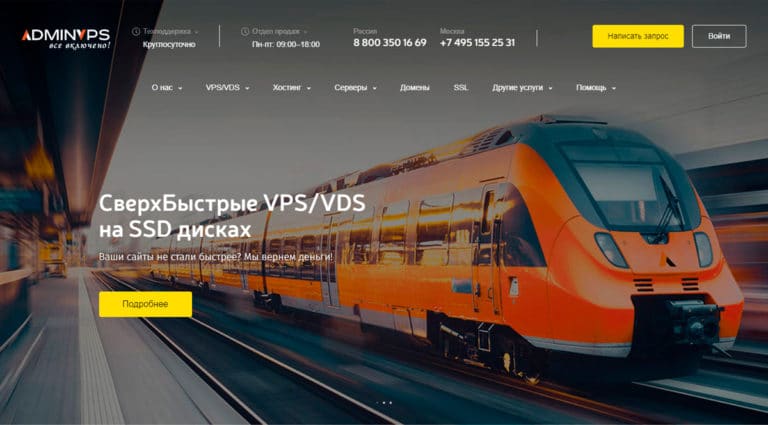 ADMINVPS
все включено!
Техподдержка
Круглосуточно
Отдел продаж
Пн-пт: 09:00–18:00
Россия
8 800 350 16 69
Москва
+7 495 155 25 31
Написать запрос
Войти
О нас
VPS/VDS
Хостинг
Серверы
Домены
SSL
Другие услуги
Помощь
СверхБыстрые VPS/VDS
на SSD дисках
Ваши сайты не стали быстрее? Мы вернем деньги!
Подробнее